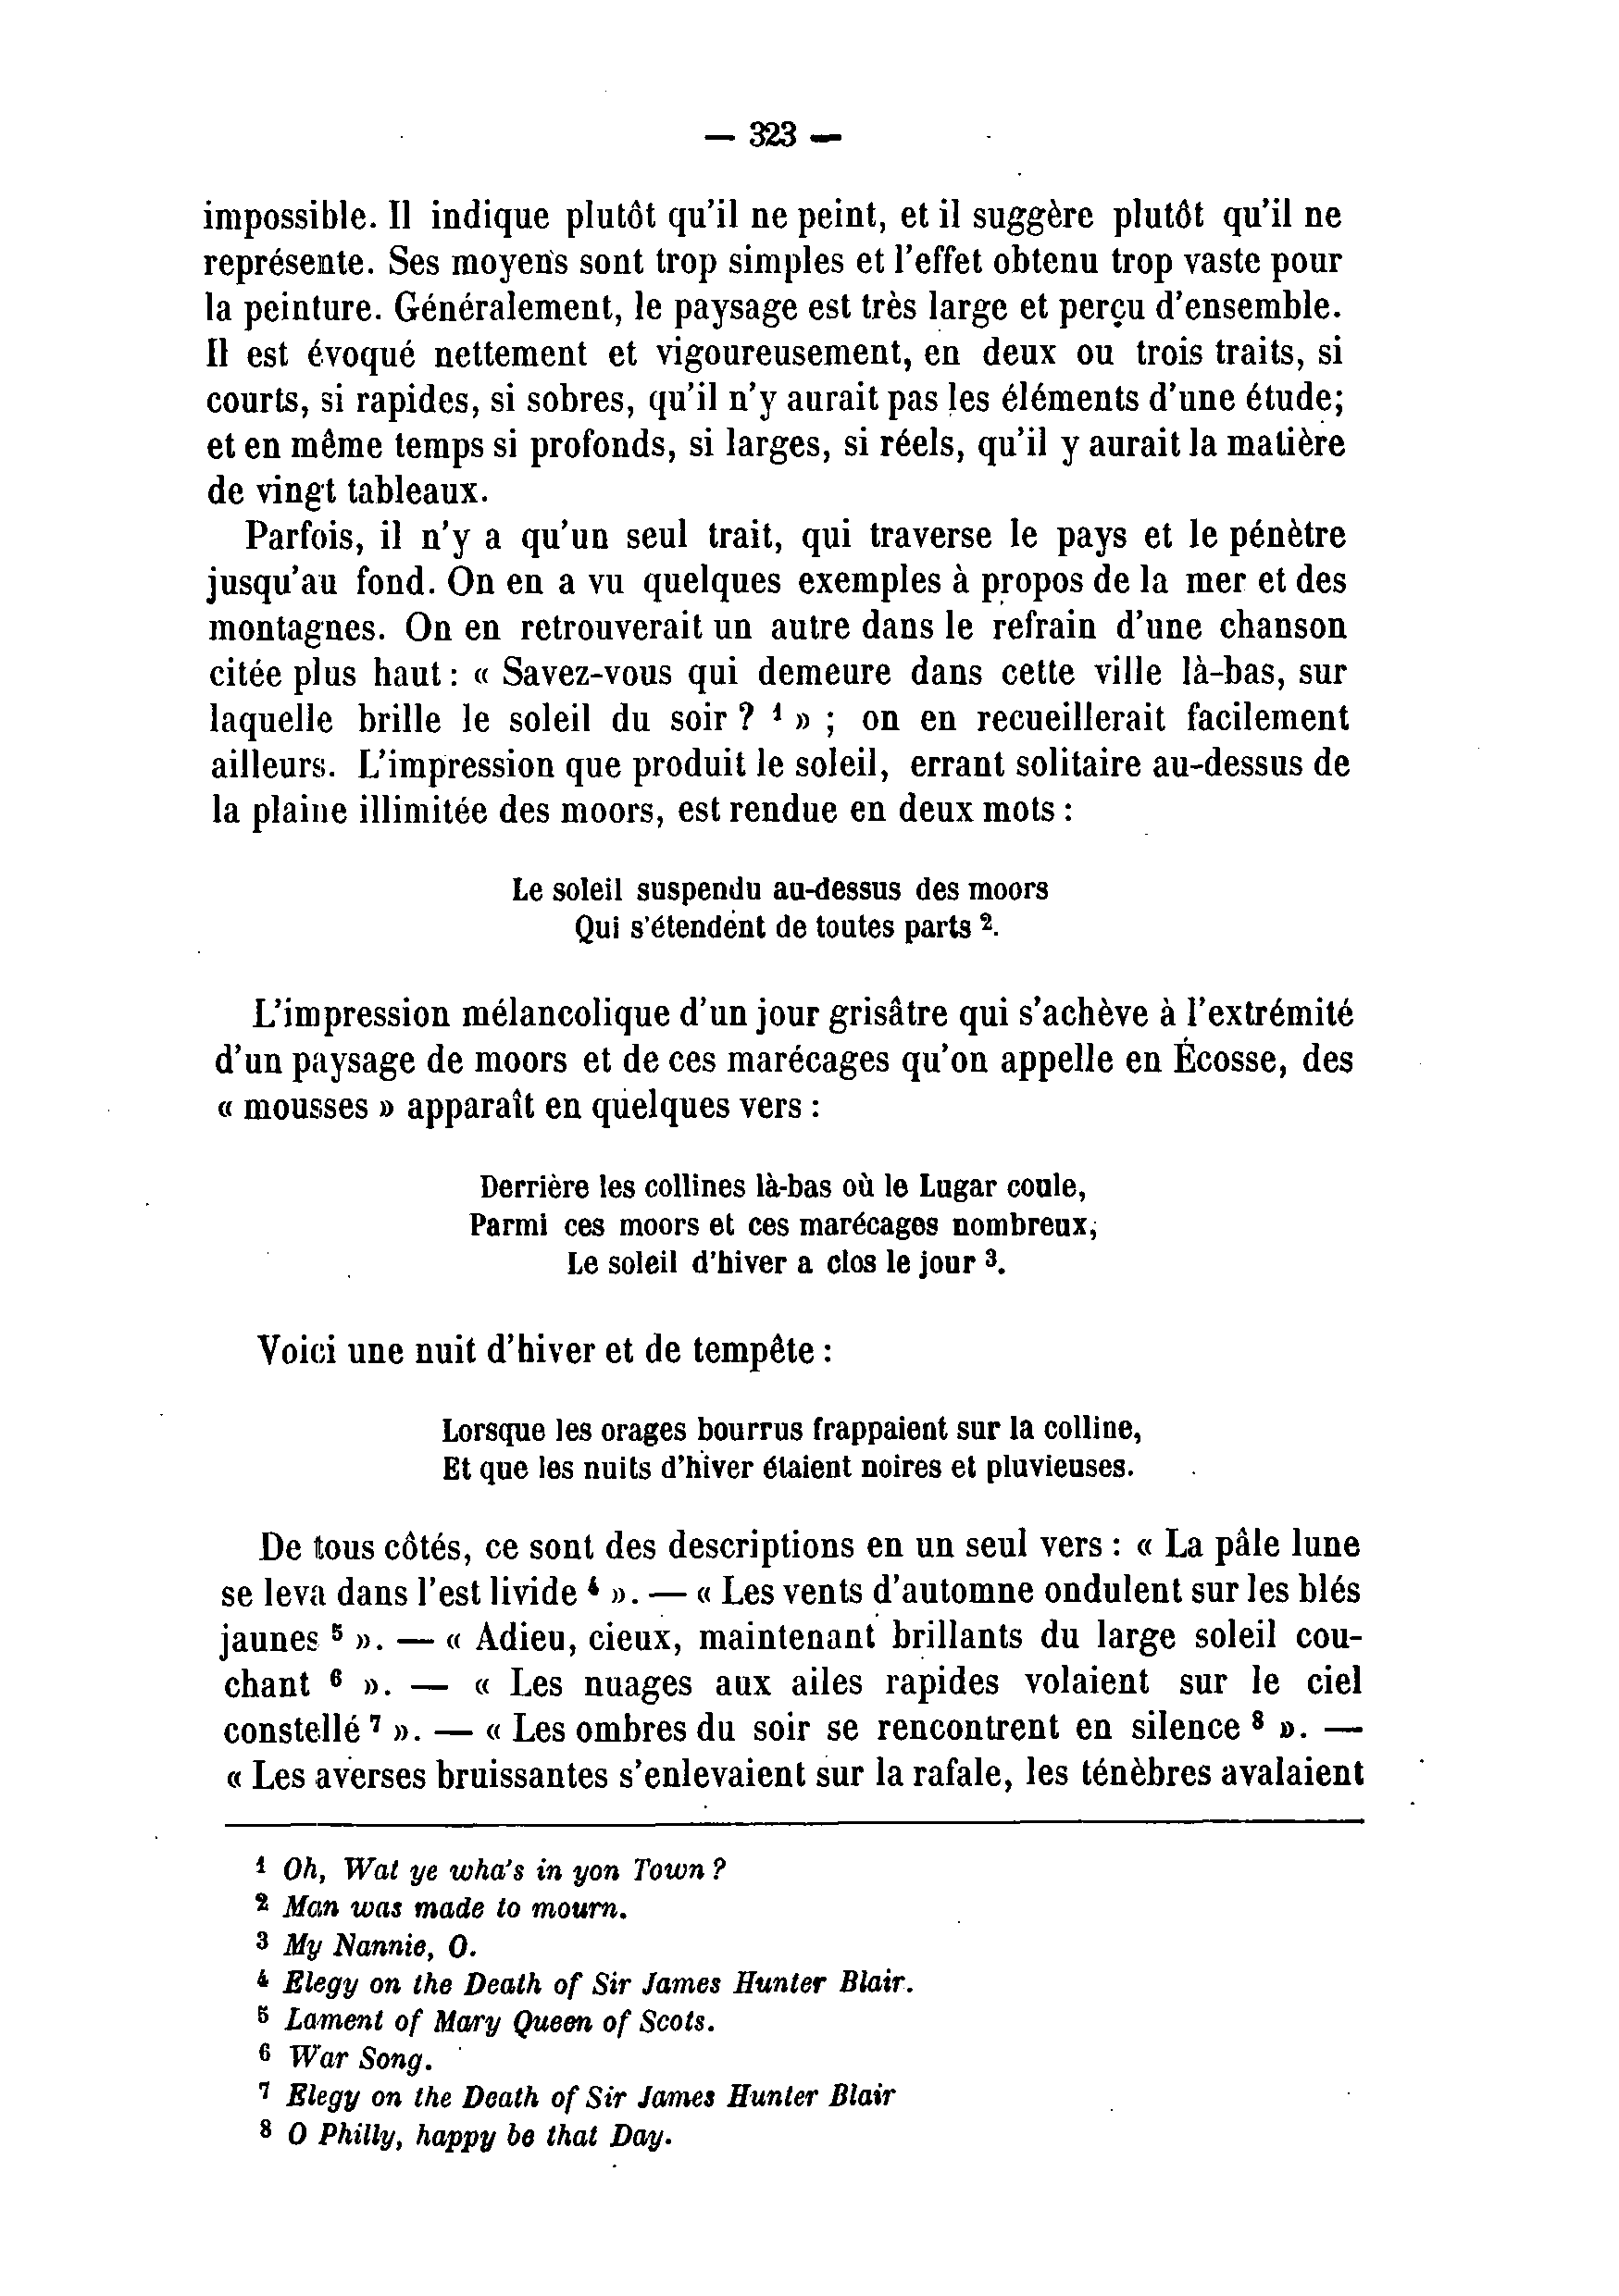 — 323 —
impossible. Il indique plutôt qu'il ne peint, et il suggère plutôt qu'il ne
représente. Ses moyens sont trop simples et l'effet obtenu trop vaste pour
la peinture. Généralement, le paysage est très large et perçu d'ensemble.
Il est évoqué nettement et vigoureusement, en deux ou trois traits, si
courts, si rapides, si sobres, qu'il n'y aurait pas les éléments d'une étude;
et en même temps si profonds, si larges, si réels, qu'il y aurait la matière
de vingt tableaux.
Parfois, il n'y a qu'un seul trait, qui traverse le pays et le pénètre
jusqu'au fond. On en a vu quelques exemples à propos de la mer et des
montagnes. On en retrouverait un autre dans le refrain d'une chanson
citée plus haut : « Savez-vous qui demeure dans cette ville là-bas, sur
laquelle brille le soleil du soir ? ¹ » ; on en recueillerait facilement
ailleurs. L'impression que produit le soleil, errant solitaire au-dessus de
la plaine illimitée des moors, est rendue en deux mots :
Le soleil suspendu au-dessus des moors
Qui s'étendent de toutes parts ².
L'impression mélancolique d'un jour grisâtre qui s'achève à l'extrémité
d'un paysage de moors et de ces marécages qu'on appelle en Écosse, des
« mousses » apparaît en quelques vers :
Derrière les collines là-bas où le Lugar coule,
Parmi ces moors et ces marécages nombreux,
Le soleil d'hiver a clos le jour ³.
Voici une nuit d'hiver et de tempête :
Lorsque les orages bourrus frappaient sur la colline,
Et que les nuits d'hiver étaient noires et pluvieuses.
De tous côtés, ce sont des descriptions en un seul vers : « La pâle lune
se leva dans l'est livide ⁴ ». — « Les vents d'automne ondulent sur les blés
jaunes ⁵ ». — « Adieu, cieux, maintenant brillants du large soleil cou-
chant ⁶ ». — « Les nuages aux ailes rapides volaient sur le ciel
constellé ⁷ ». — « Les ombres du soir se rencontrent en silence ⁸ ». —
« Les averses bruissantes s'enlevaient sur la rafale, les ténèbres avalaient
¹ Oh, Wat ye wha's in yon Town ?
² Man was made to mourn.
³ My Nannie, O.
⁴ Elegy on the Death of Sir James Hunter Blair.
⁵ Lament of Mary Queen of Scots.
⁶ War Song.
⁷ Elegy on the Death of Sir James Hunter Blair
⁸ O Philly, happy be that Day.